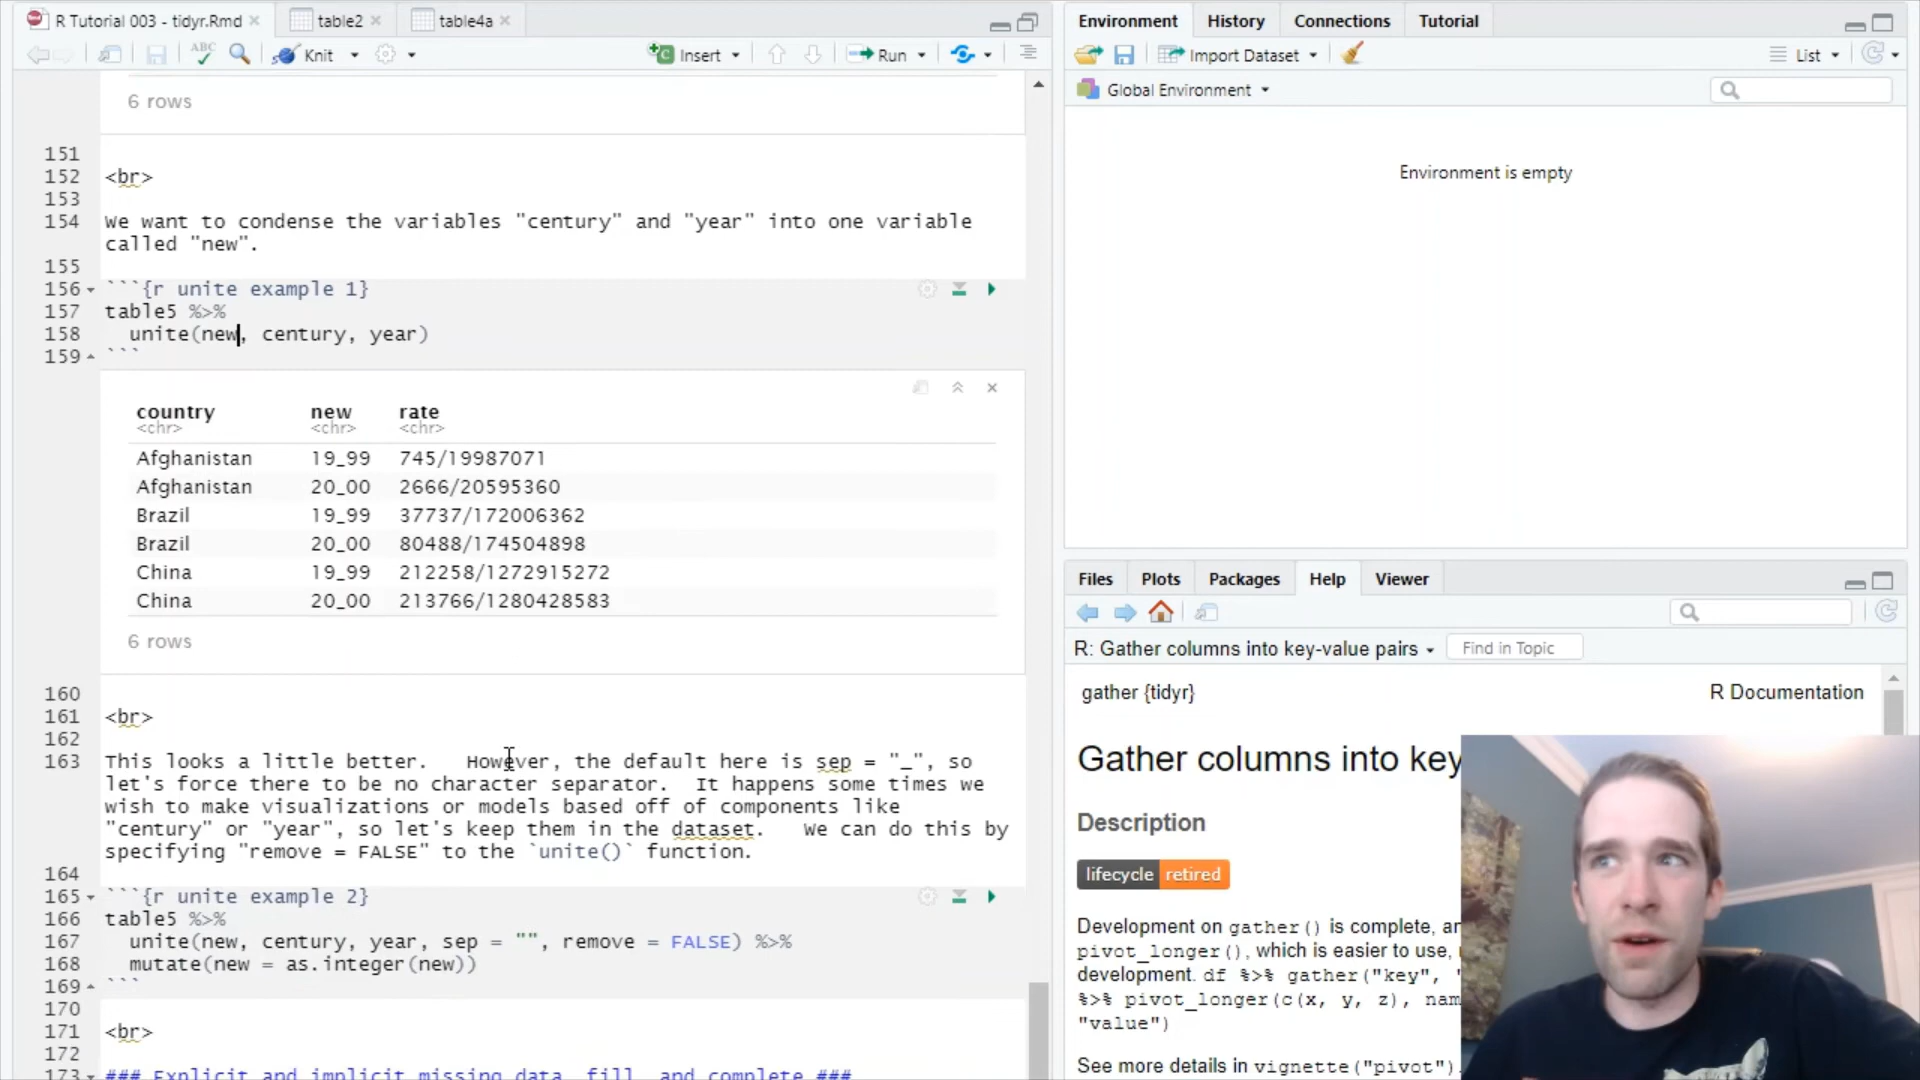 R Tutorial 003 - tidyr.Rmd
table2
table4a
ABC
Knit
Insert
Run
6 rows
151
152 <br>
153
154 We want to condense the variables "century" and "year" into one variable
called "new".
155
156 ```{r unite example 1}
157 table5 %>%
158 unite(new, century, year)
159 ```
country new rate
<chr> <chr> <chr>
Afghanistan 19_99 745/19987071
Afghanistan 20_00 2666/20595360
Brazil 19_99 37737/172006362
Brazil 20_00 80488/174504898
China 19_99 212258/1272915272
China 20_00 213766/1280428583
6 rows
160
161 <br>
162
163 This looks a little better. However, the default here is sep = "_", so
let's force there to be no character separator. It happens some times we
wish to make visualizations or models based off of components like
"century" or "year", so let's keep them in the dataset. We can do this by
specifying "remove = FALSE" to the `unite()` function.
164
165 ```{r unite example 2}
166 table5 %>%
167 unite(new, century, year, sep = "", remove = FALSE) %>%
168 mutate(new = as.integer(new))
169 ```
170
171 <br>
172
173 ### Explicit and implicit missing data, fill, and complete ###
Environment History Connections Tutorial
Import Dataset List
Global Environment
Environment is empty
Files Plots Packages Help Viewer
R: Gather columns into key-value pairs Find in Topic
gather {tidyr} R Documentation
Gather columns into key
Description
lifecycle retired
Development on gather() is complete, an
pivot_longer(), which is easier to use,
development. df %>% gather("key", "
%>% pivot_longer(c(x, y, z), nam
"value")
See more details in vignette("pivot").